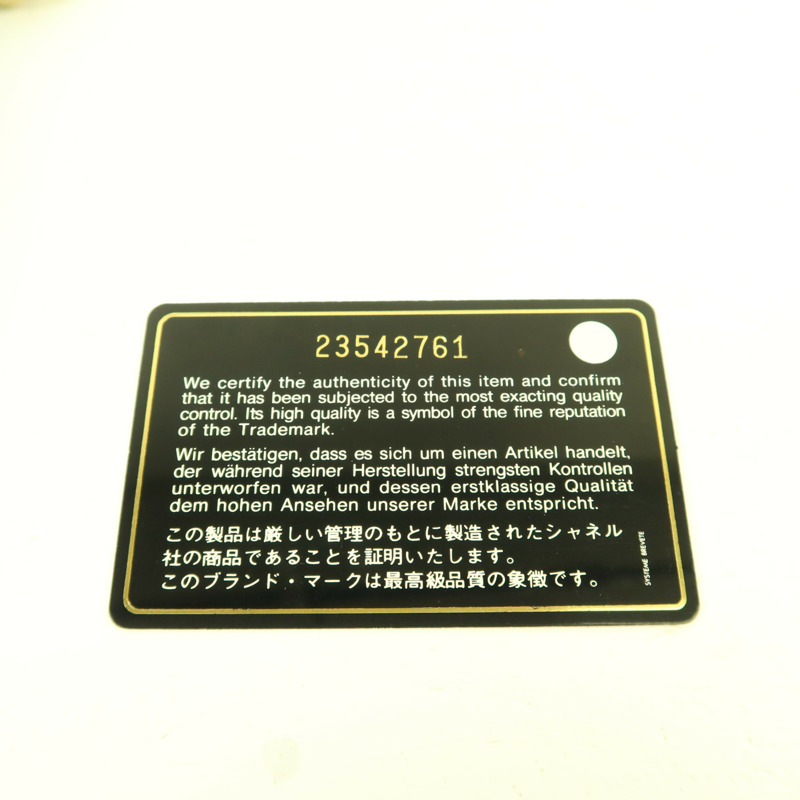 23542761
We certify the authenticity of this item and confirm
that it has been subjected to the most exacting quality
control. Its high quality is a symbol of the fine reputation
of the Trademark.
Wir bestätigen, dass es sich um einen Artikel handelt,
der während seiner Herstellung strengsten Kontrollen
unterworfen war, und dessen erstklassige Qualität
dem hohen Ansehen unserer Marke entspricht.
この製品は厳しい管理のもとに製造されたシャネル
社の商品であることを証明いたします。
このブランド・マークは最高級品質の象徴です。
SYSTEME BREVETE